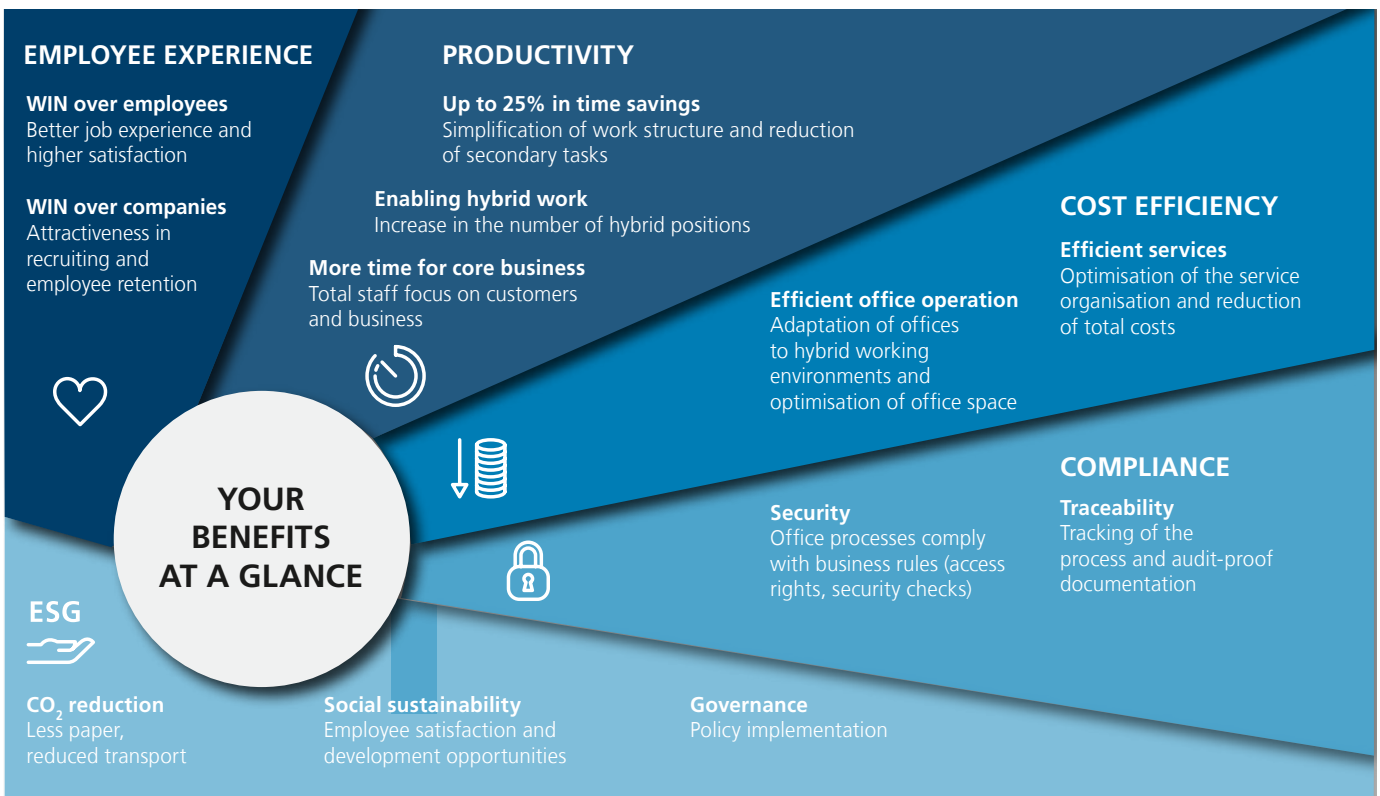 EMPLOYEE EXPERIENCE
WIN over employees
Better job experience and
higher satisfaction
WIN over companies
Attractiveness in
recruiting and
employee retention
PRODUCTIVITY
Up to 25% in time savings
Simplification of work structure and reduction
of secondary tasks
Enabling hybrid work
Increase in the number of hybrid positions
More time for core business
Total staff focus on customers
and business
COST EFFICIENCY
Efficient services
Optimisation of the service
organisation and reduction
of total costs
Efficient office operation
Adaptation of offices
to hybrid working
environments and
optimisation of office space
COMPLIANCE
Traceability
Tracking of the
process and audit-proof
documentation
Security
Office processes comply
with business rules (access
rights, security checks)
YOUR
BENEFITS
AT A GLANCE
ESG
CO₂ reduction
Less paper,
reduced transport
Social sustainability
Employee satisfaction and
development opportunities
Governance
Policy implementation